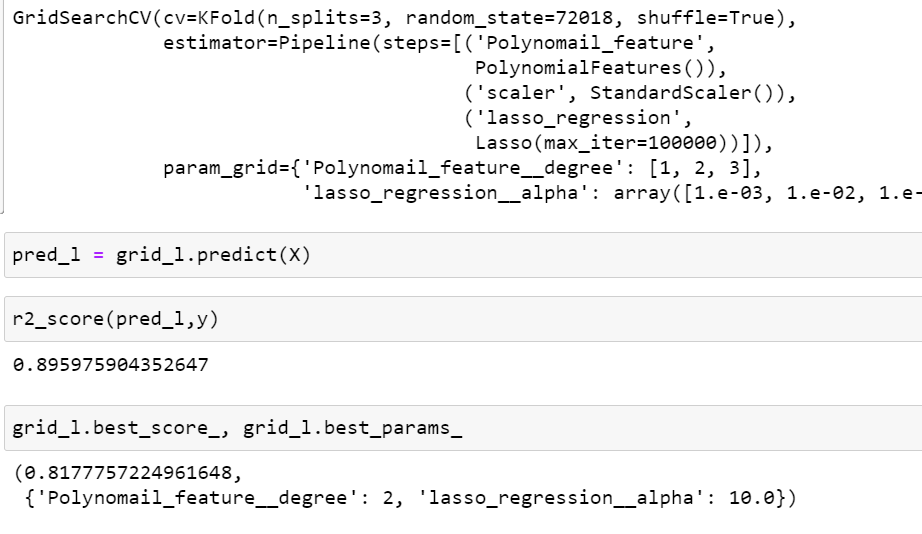 GridSearchCV(cv=KFold(n_splits=3, random_state=72018, shuffle=True),
estimator=Pipeline(steps=[('Polynomail_feature',
PolynomialFeatures()),
('scaler', StandardScaler()),
('lasso_regression',
Lasso(max_iter=100000))]),
param_grid={'Polynomail_feature__degree': [1, 2, 3],
'lasso_regression__alpha': array([1.e-03, 1.e-02, 1.e-
pred_l = grid_l.predict(X)
r2_score(pred_l,y)
0.895975904352647
grid_l.best_score_, grid_l.best_params_
(0.8177757224961648,
{'Polynomail_feature__degree': 2, 'lasso_regression__alpha': 10.0})